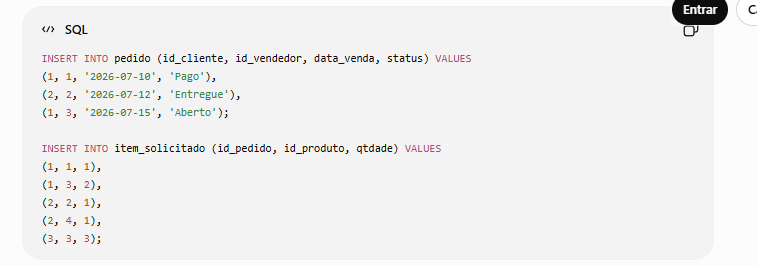 Entrar
C
SQL
INSERT INTO pedido (id_cliente, id_vendedor, data_venda, status) VALUES
(1, 1, '2026-07-10', 'Pago'),
(2, 2, '2026-07-12', 'Entregue'),
(1, 3, '2026-07-15', 'Aberto');
INSERT INTO item_solicitado (id_pedido, id_produto, qtdade) VALUES
(1, 1, 1),
(1, 3, 2),
(2, 2, 1),
(2, 4, 1),
(3, 3, 3);